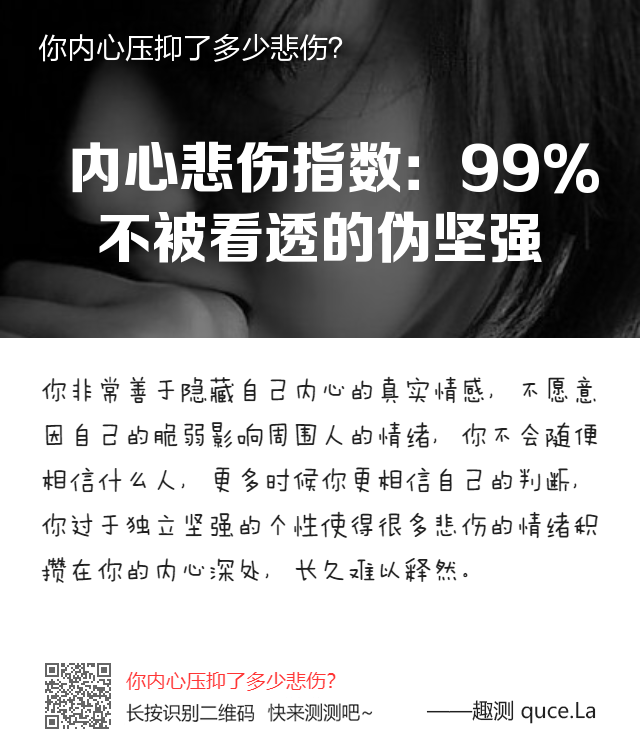 你内心压抑了多少悲伤?
内心悲伤指数：99%
不被看透的伪坚强
你非常善于隐藏自己内心的真实情感，不愿意
因自己的脆弱影响周围人的情绪，你不会随便
相信什么人，更多时候你更相信自己的判断，
你过于独立坚强的个性使得很多悲伤的情绪积
攒在你的内心深处，长久难以释然。
你内心压抑了多少悲伤?
长按识别二维码 快来测测吧~
——趣测 quce.La